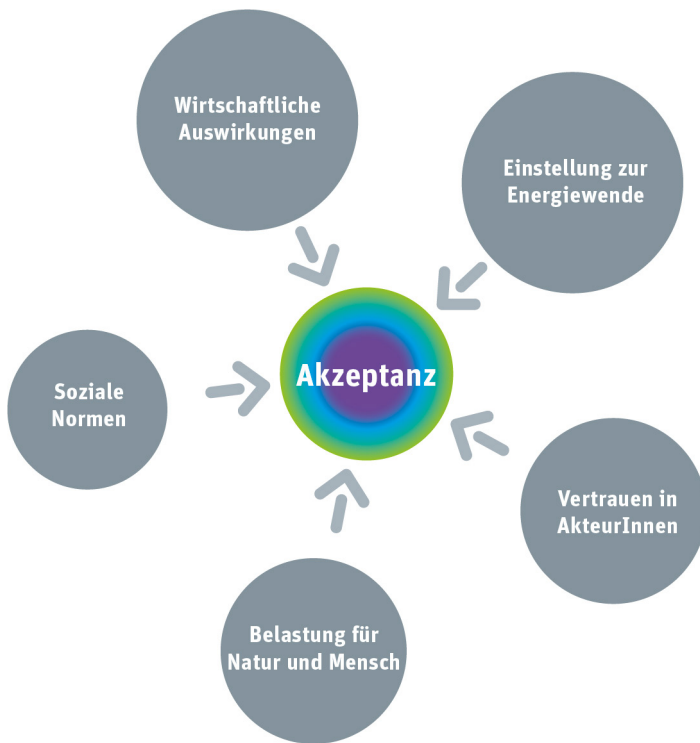 Wirtschaftliche
Auswirkungen
Einstellung zur
Energiewende
Akzeptanz
Soziale
Normen
Vertrauen in
AkteurInnen
Belastung für
Natur und Mensch